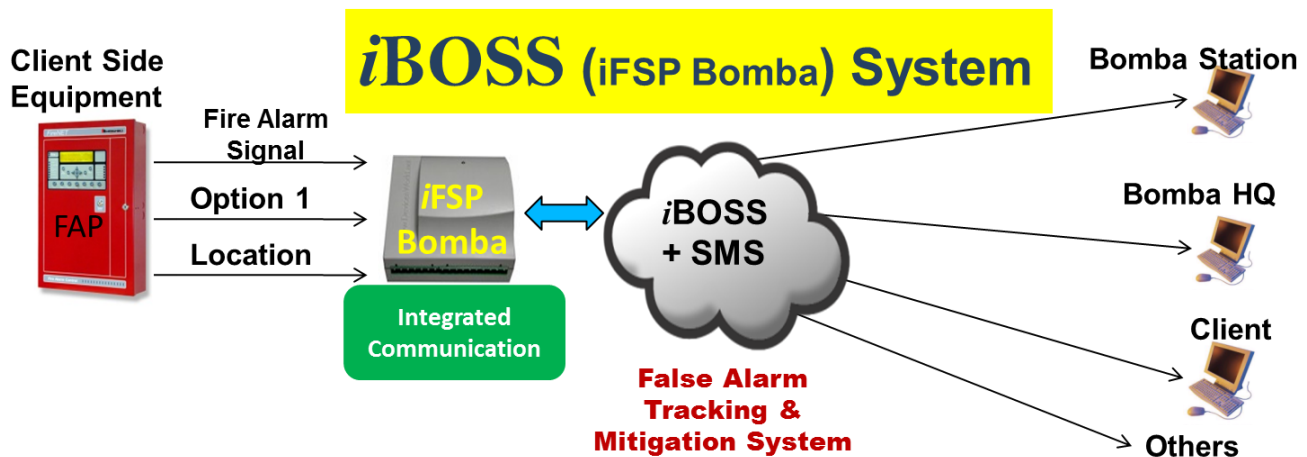 iBOSS (iFSP Bomba) System
Client Side
Equipment
FAP
Fire Alarm
Signal
Option 1
Location
iFSP
Bomba
Integrated
Communication
iBOSS
+ SMS
False Alarm
Tracking &
Mitigation System
Bomba Station
Bomba HQ
Client
Others